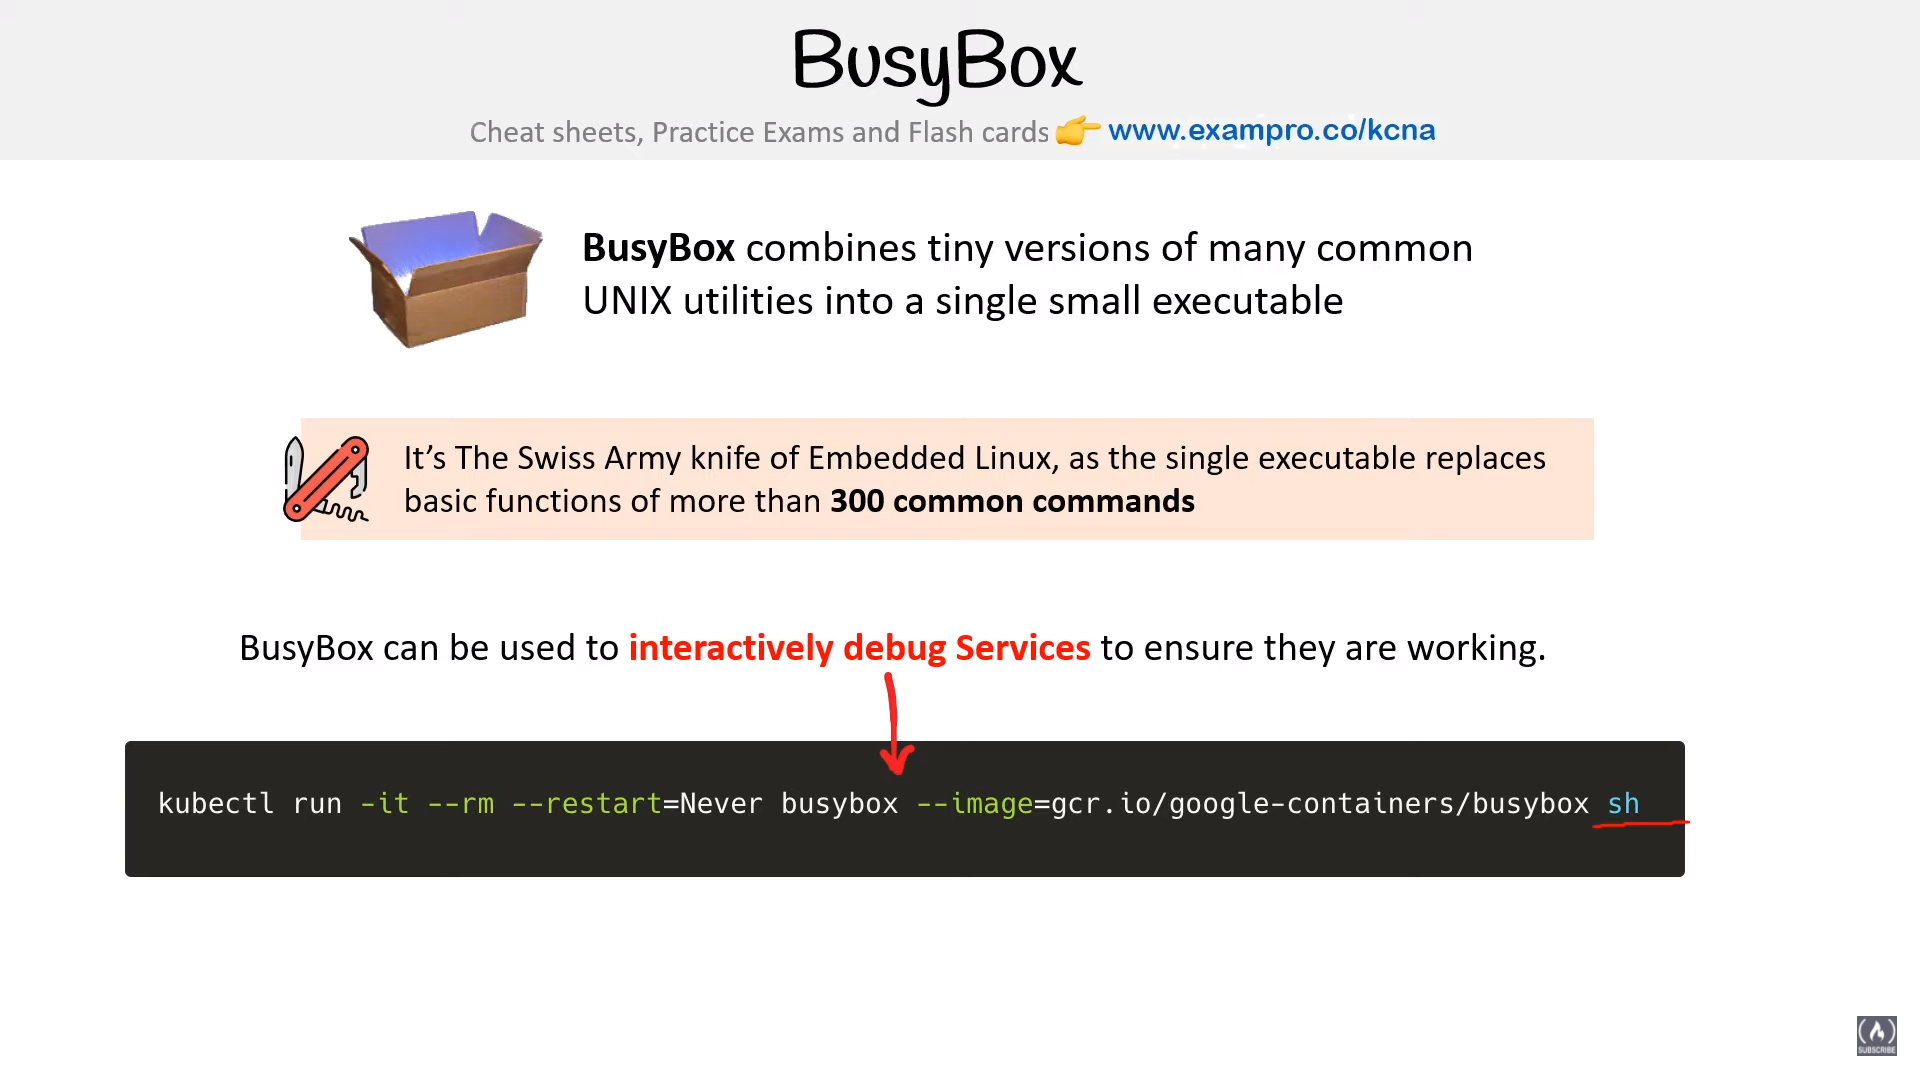 BusyBox
Cheat sheets, Practice Exams and Flash cards 👉 www.exampro.co/kcna
BusyBox combines tiny versions of many common
UNIX utilities into a single small executable
It’s The Swiss Army knife of Embedded Linux, as the single executable replaces
basic functions of more than 300 common commands
BusyBox can be used to interactively debug Services to ensure they are working.
kubectl run -it --rm --restart=Never busybox --image=gcr.io/google-containers/busybox sh
SUBSCRIBE